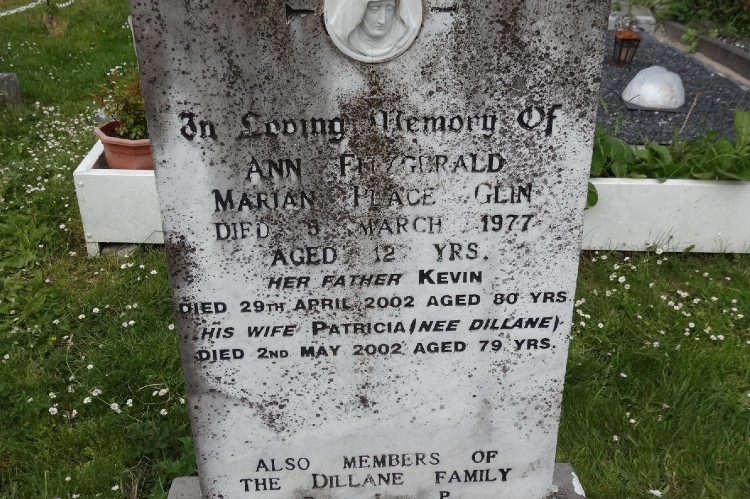 In Loving Memory Of
ANN FITZGERALD
MARIAN PLACE GLIN
DIED 5 MARCH 1977
AGED 12 YRS.
HER FATHER KEVIN
DIED 29TH APRIL 2002 AGED 80 YRS
HIS WIFE PATRICIA (NEE DILLANE)
DIED 2ND MAY 2002 AGED 79 YRS.
ALSO MEMBERS OF
THE DILLANE FAMILY